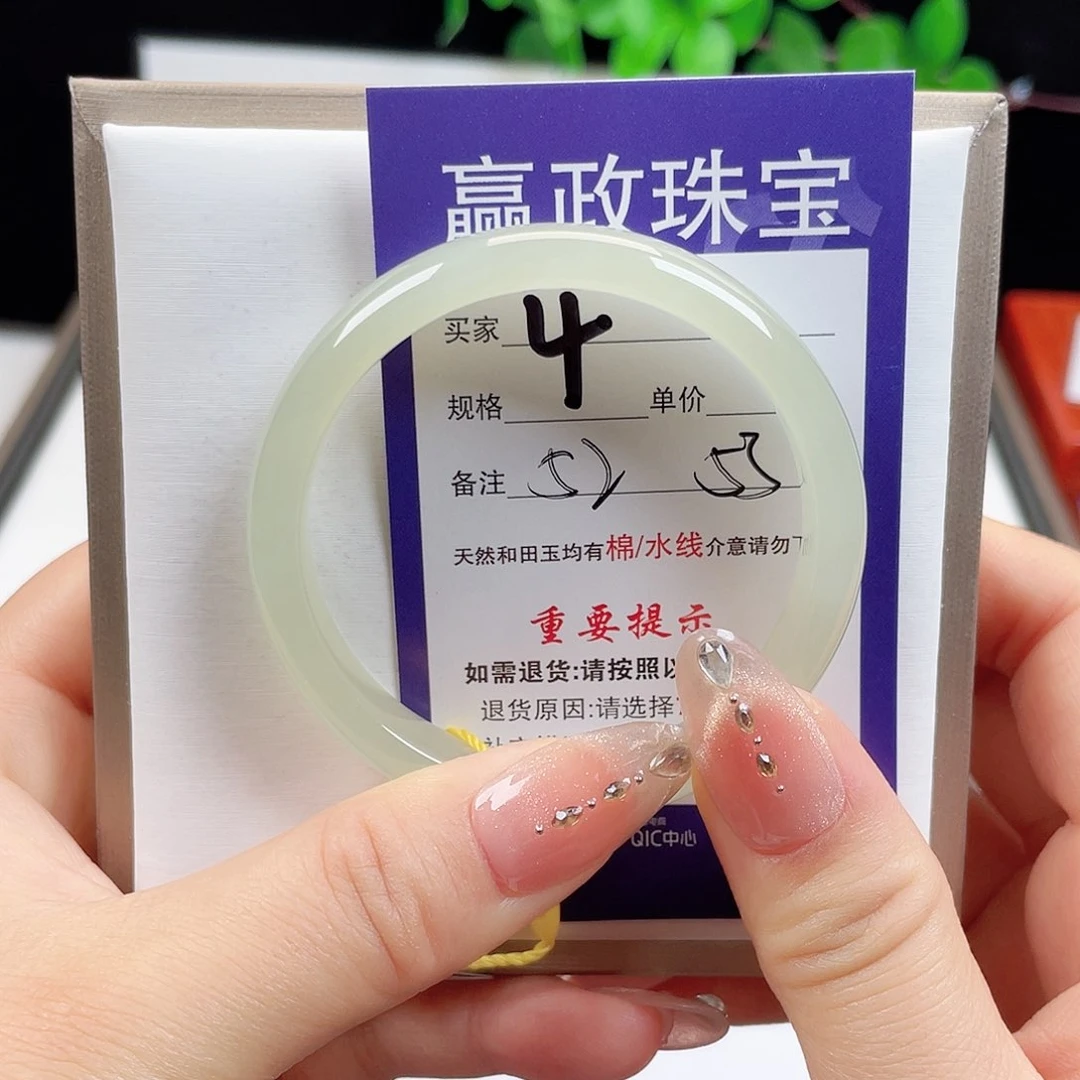 赢政珠宝
买家 4
规格 单价
备注
天然和田玉均有棉/水线介意请勿
重要提示
如需退货:请按照以
退货原因:请选择
QIC中心